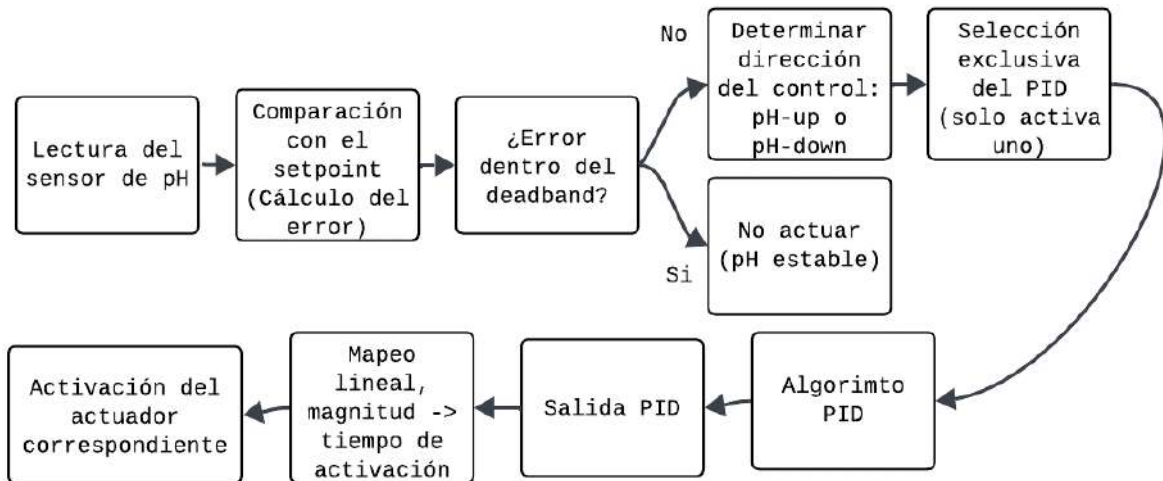 Lectura del
sensor de pH
Comparación
con el
setpoint
(Cálculo del
error)
¿Error
dentro del
deadband?
No
Determinar
dirección
del control:
pH-up o
pH-down
Selección
exclusiva
del PID
(solo activa
uno)
Si
No actuar
(pH estable)
Algorimto
PID
Salida PID
Mapeo
lineal,
magnitud ->
tiempo de
activación
Activación del
actuador
correspondiente